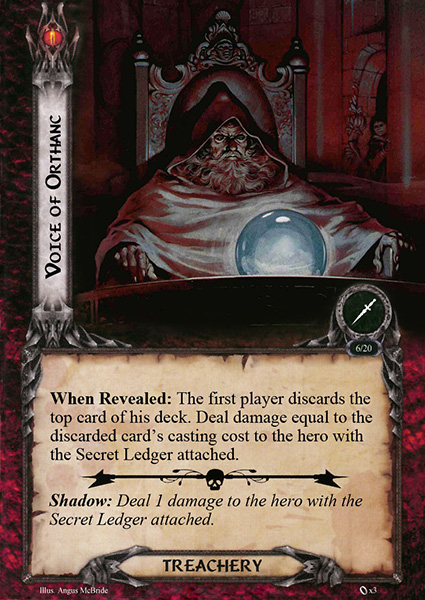 VOICE OF ORTHANC
6/20
When Revealed: The first player discards the
top card of his deck. Deal damage equal to the
discarded card's casting cost to the hero with
the Secret Ledger attached.
Shadow: Deal 1 damage to the hero with the
Secret Ledger attached.
TREACHERY
Illus. Angus McBride
x3